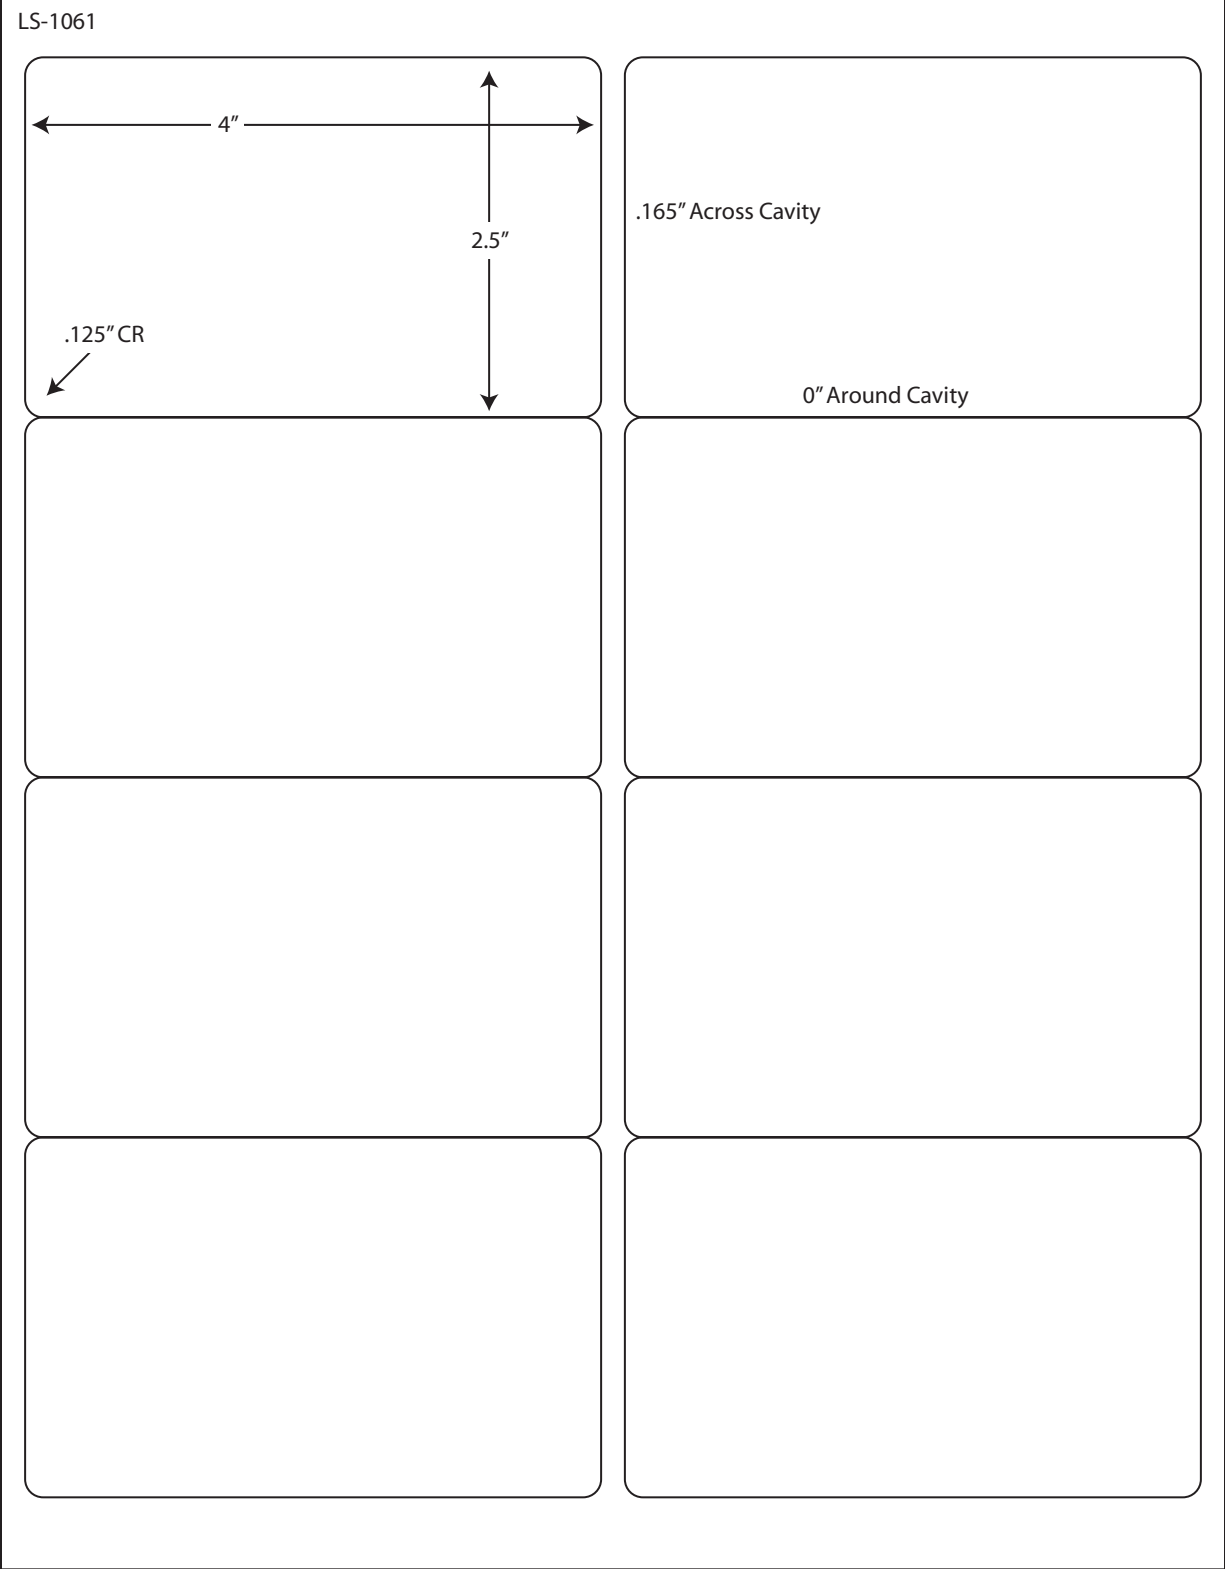 LS-1061
4”
.165” Across Cavity
2.5”
.125” CR
0” Around Cavity